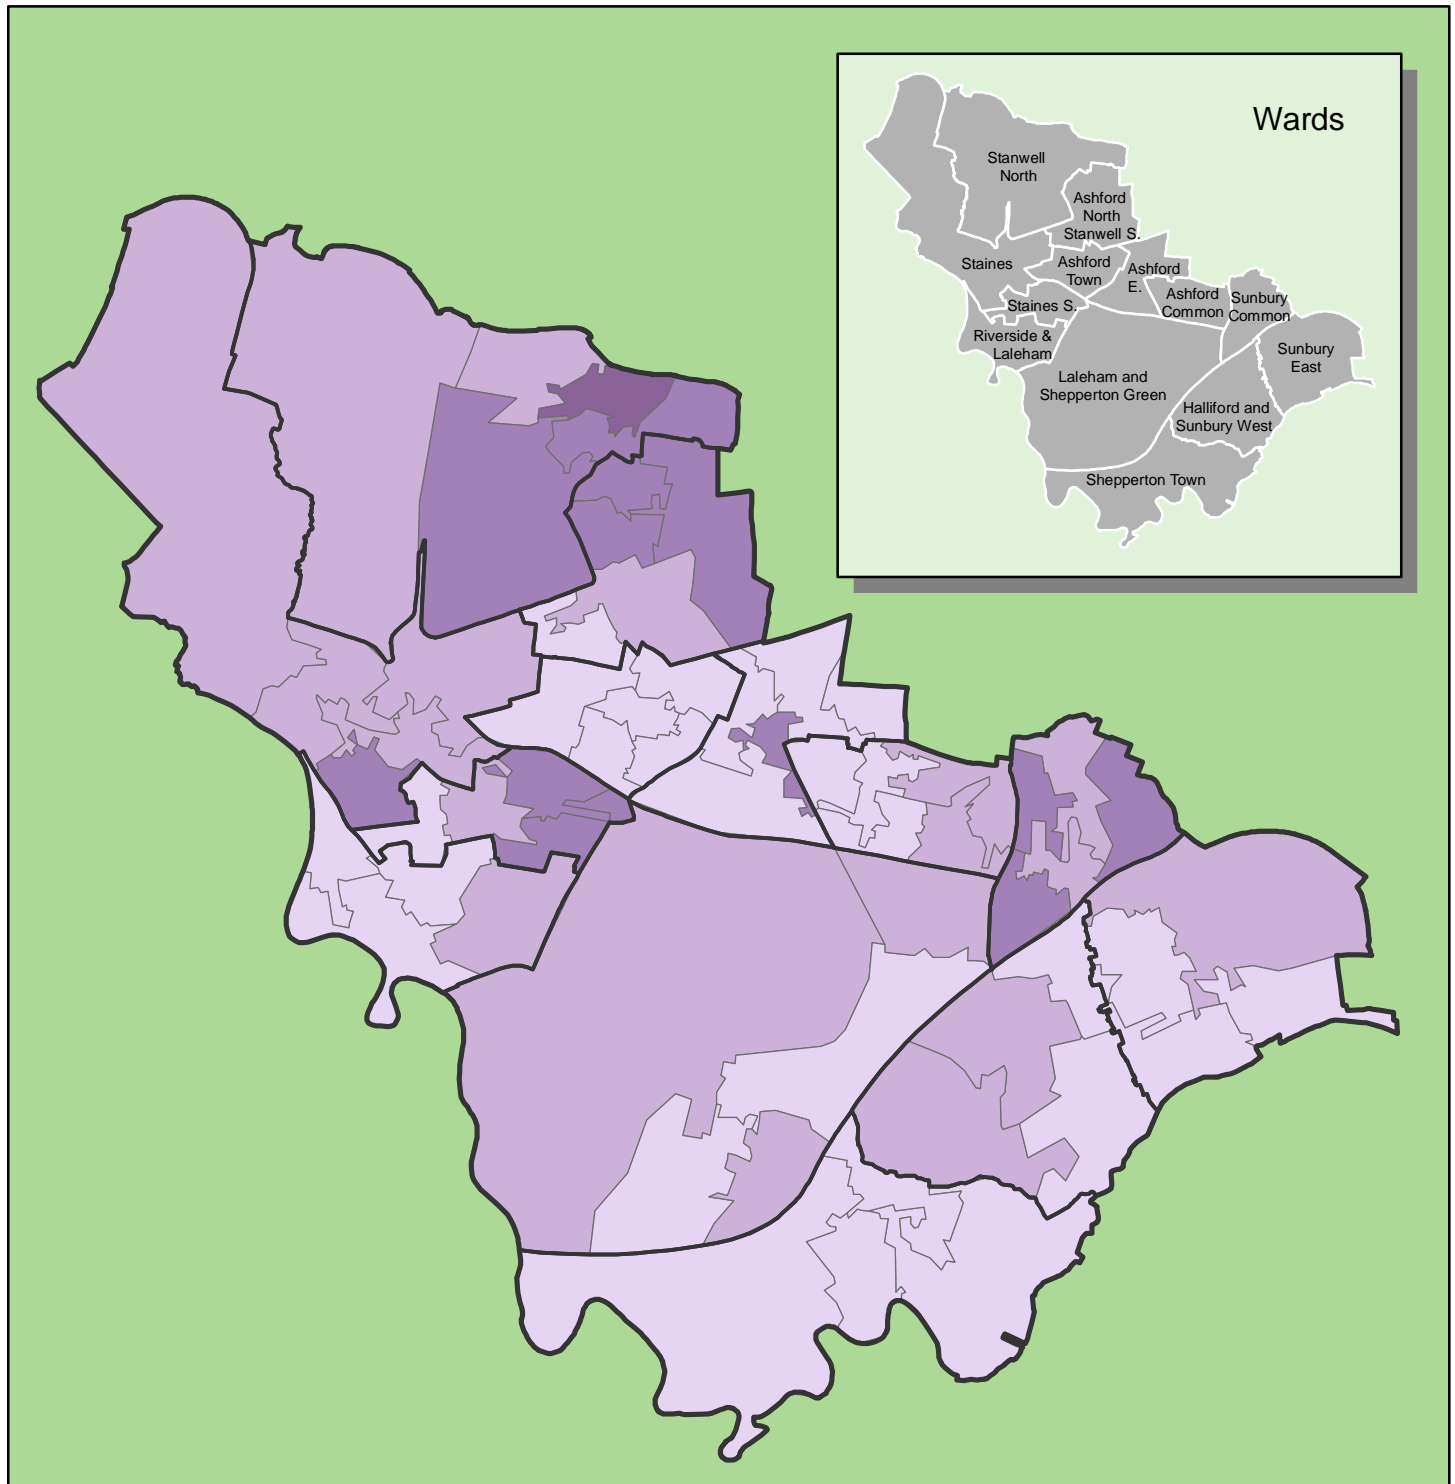 Wards
Stanwell
North
Ashford
North
Stanwell S.
Staines
Ashford
Town
Ashford
E.
Staines S.
Ashford
Common
Sunbury
Common
Riverside &
Laleham
Sunbury
East
Laleham and
Shepperton Green
Halliford and
Sunbury West
Shepperton Town